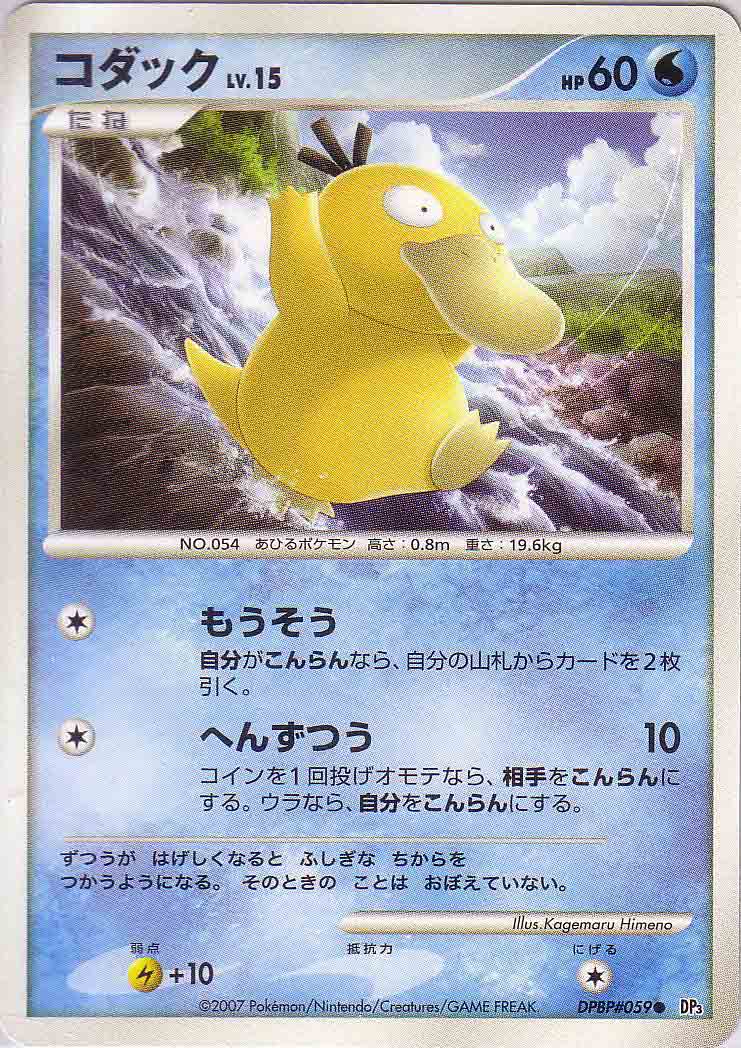 コダック LV.15 HP60
たね
NO.054 あひるポケモン 高さ:0.8m 重さ:19.6kg
もうそう
自分がこんらんなら、自分の山札からカードを2枚
引く。
へんずつう 10
コインを1回投げオモテなら、相手をこんらんに
する。ウラなら、自分をこんらんにする。
ずつうが はげしくなると ふしぎな ちからを
つかうようになる。 そのときの ことは おぼえていない。
Illus.Kagemaru Himeno
弱点 抵抗力 にげる
+10
©2007 Pokémon/Nintendo/Creatures/GAME FREAK. DPBP#059 DP3